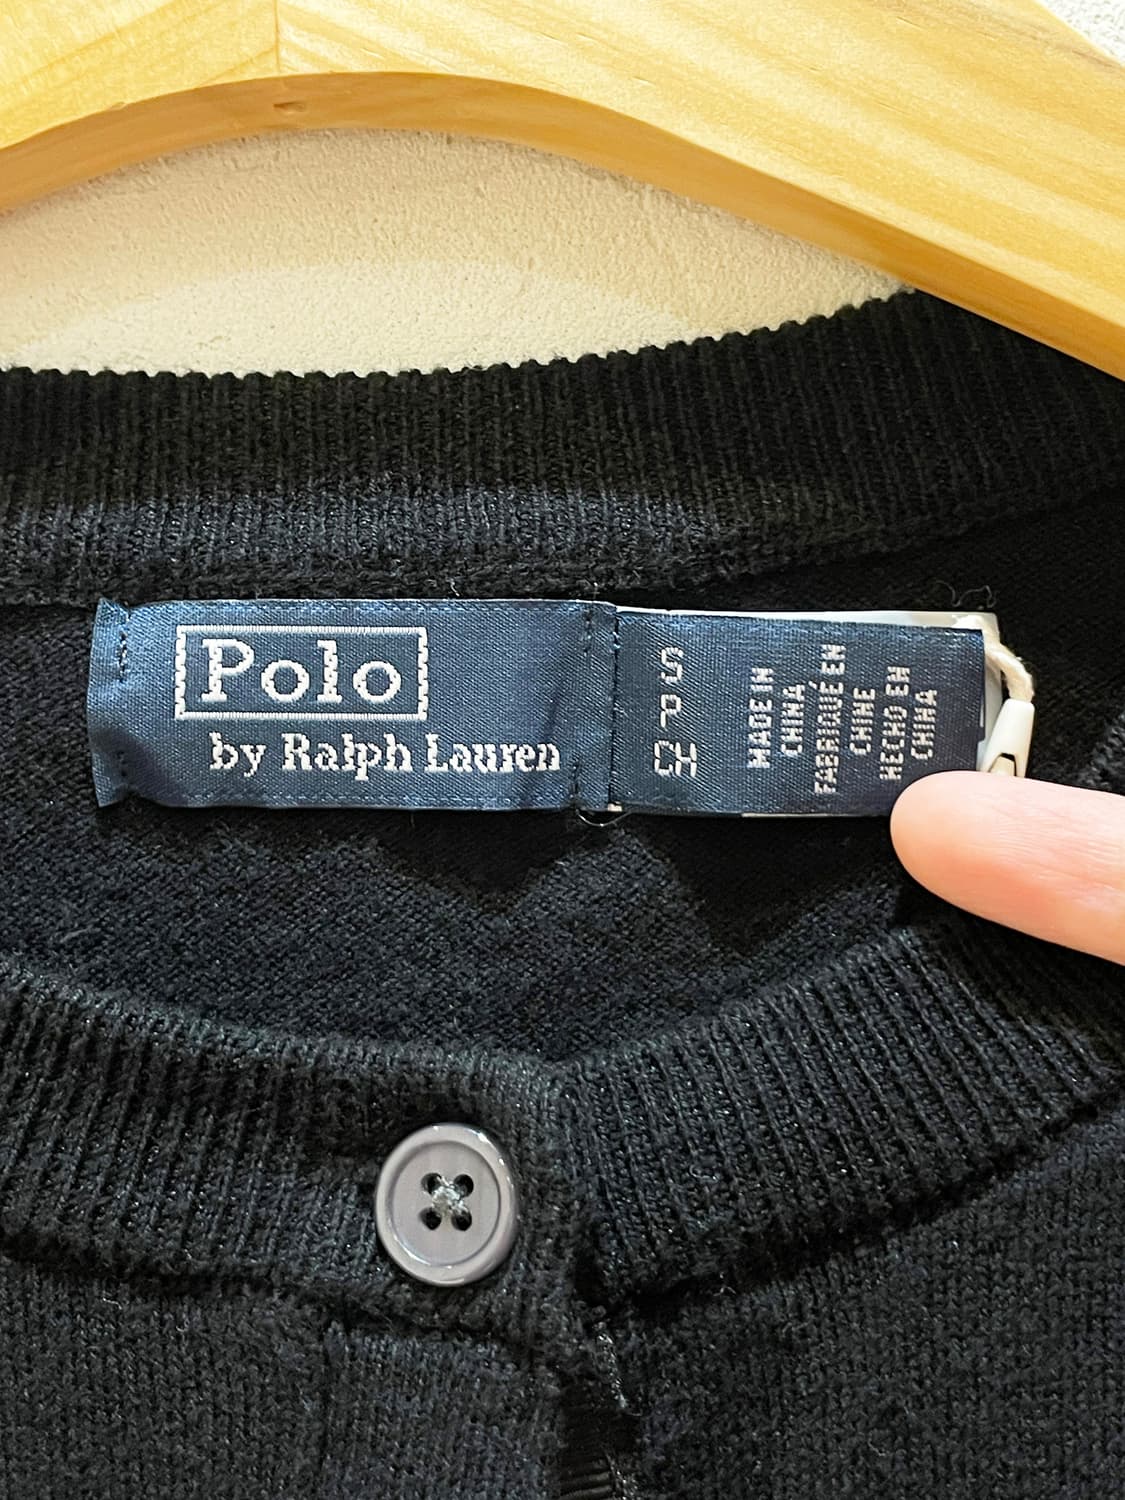 Polo
by Ralph Lauren
S
P
CH
MADE IN
CHINA
FABRIQUÉ EN
CHINE
HECHO EN
CHINA